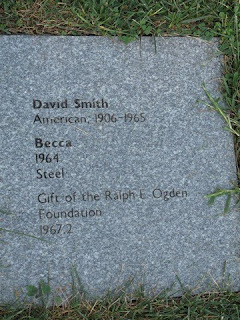 David Smith
American, 1906-1965
Becca
1964
Steel
Gift of the Ralph E. Ogden
Foundation
1967.2